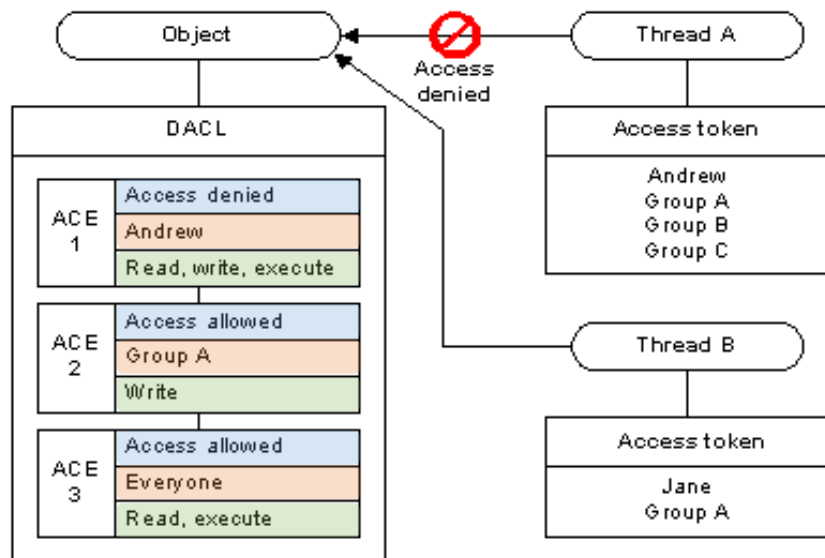 Object
Access
denied
Thread A
DACL
ACE
1
Access denied
Andrew
Read, write, execute
ACE
2
Access allowed
Group A
Write
ACE
3
Access allowed
Everyone
Read, execute
Access token
Andrew
Group A
Group B
Group C
Thread B
Access token
Jane
Group A